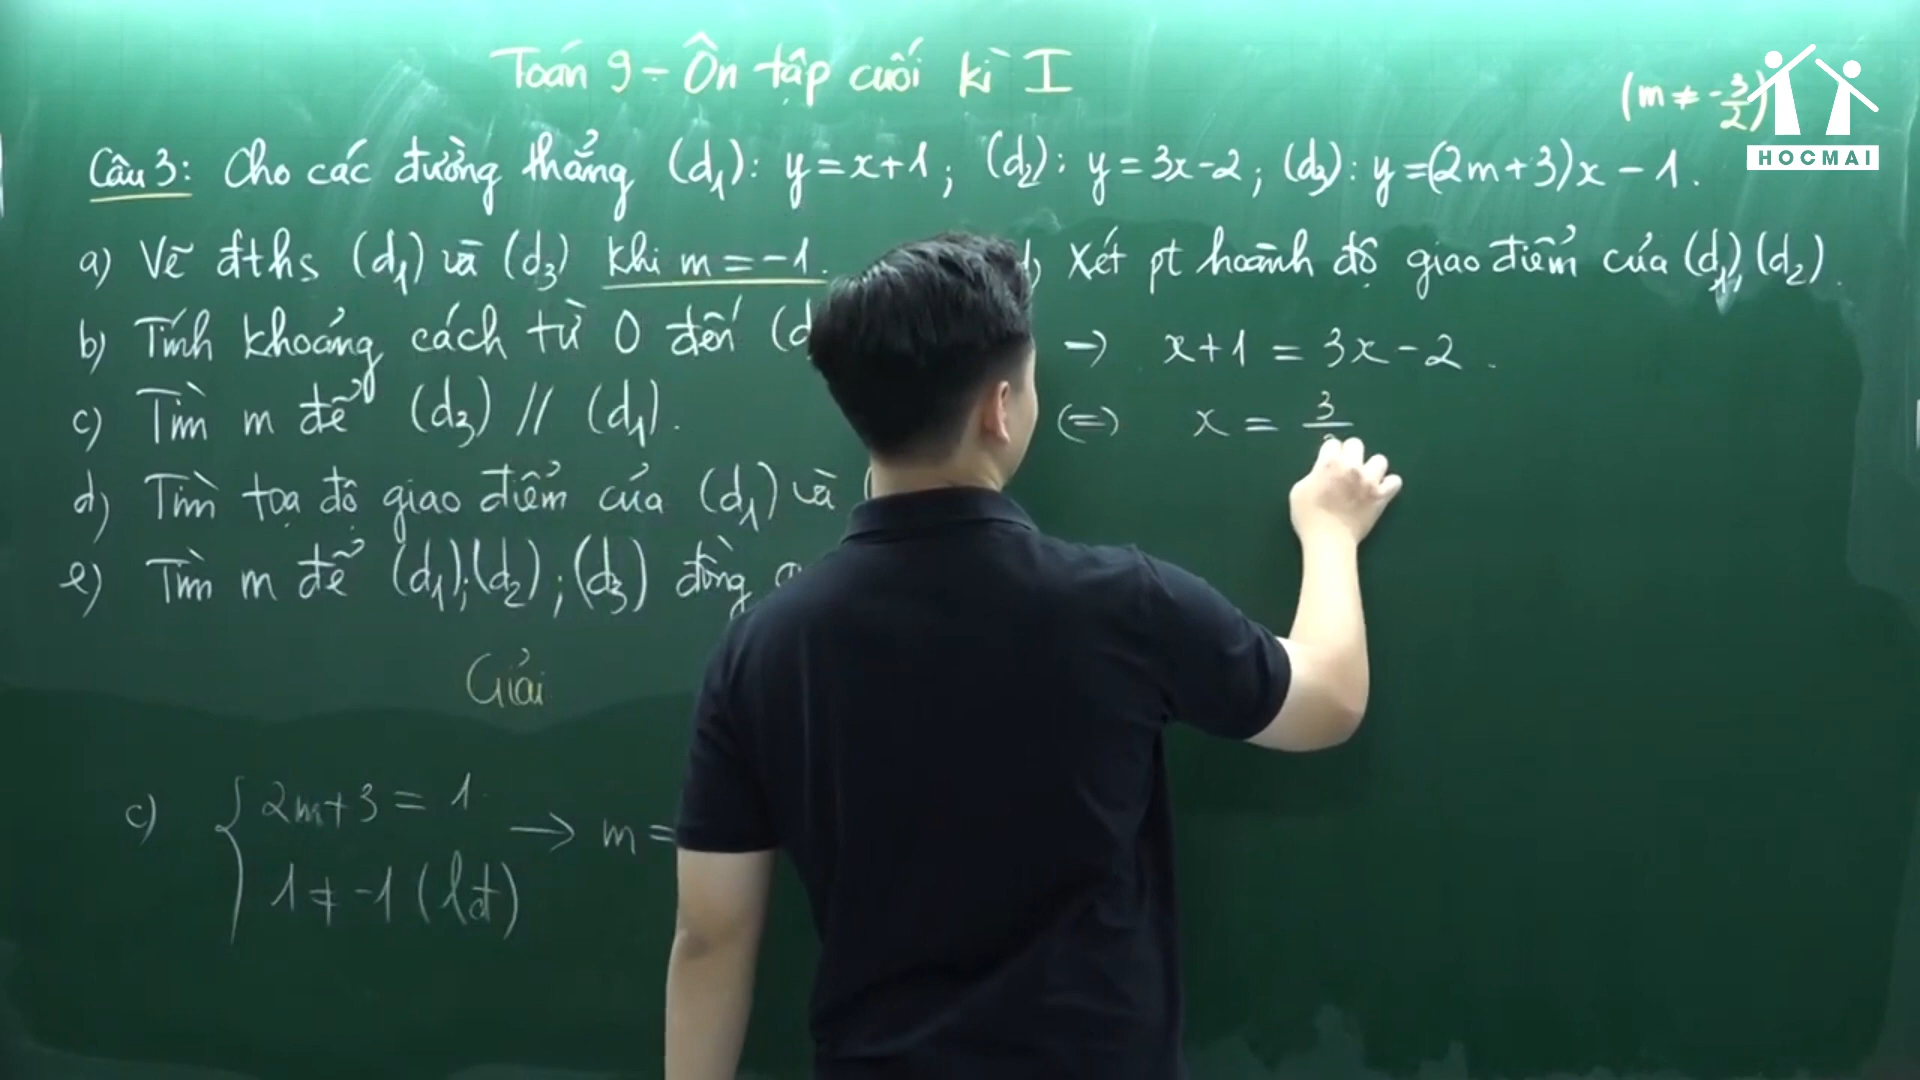 Toán 9 - Ôn tập cuối kì I
(m ≠ -3/2)
HOCMAI
Câu 3: Cho các đường thẳng (d₁): y = x+1; (d₂): y = 3x-2; (d₃): y = (2m+3)x - 1.
a) Vẽ đths (d₁) và (d₃) khi m = -1.
b) Tính khoảng cách từ O đến (d
c) Tìm m để (d₃) // (d₁).
d) Tìm toạ độ giao điểm của (d₁) và (
e) Tìm m để (d₁); (d₂); (d₃) đồng
Giải
c) { 2m+3 = 1
1 ≠ -1 (lđ)
→ m =
d) Xét pt hoành độ giao điểm của (d₁), (d₂).
→ x+1 = 3x-2.
(=) x = 3